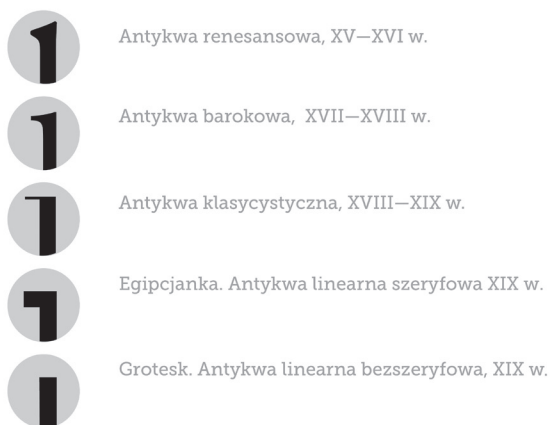 Antykwa renesansowa, XV—XVI w.
Antykwa barokowa, XVII—XVIII w.
Antykwa klasycystyczna, XVIII—XIX w.
Egipcjanka. Antykwa linearna szeryfowa XIX w.
Grotesk. Antykwa linearna bezszeryfowa, XIX w.